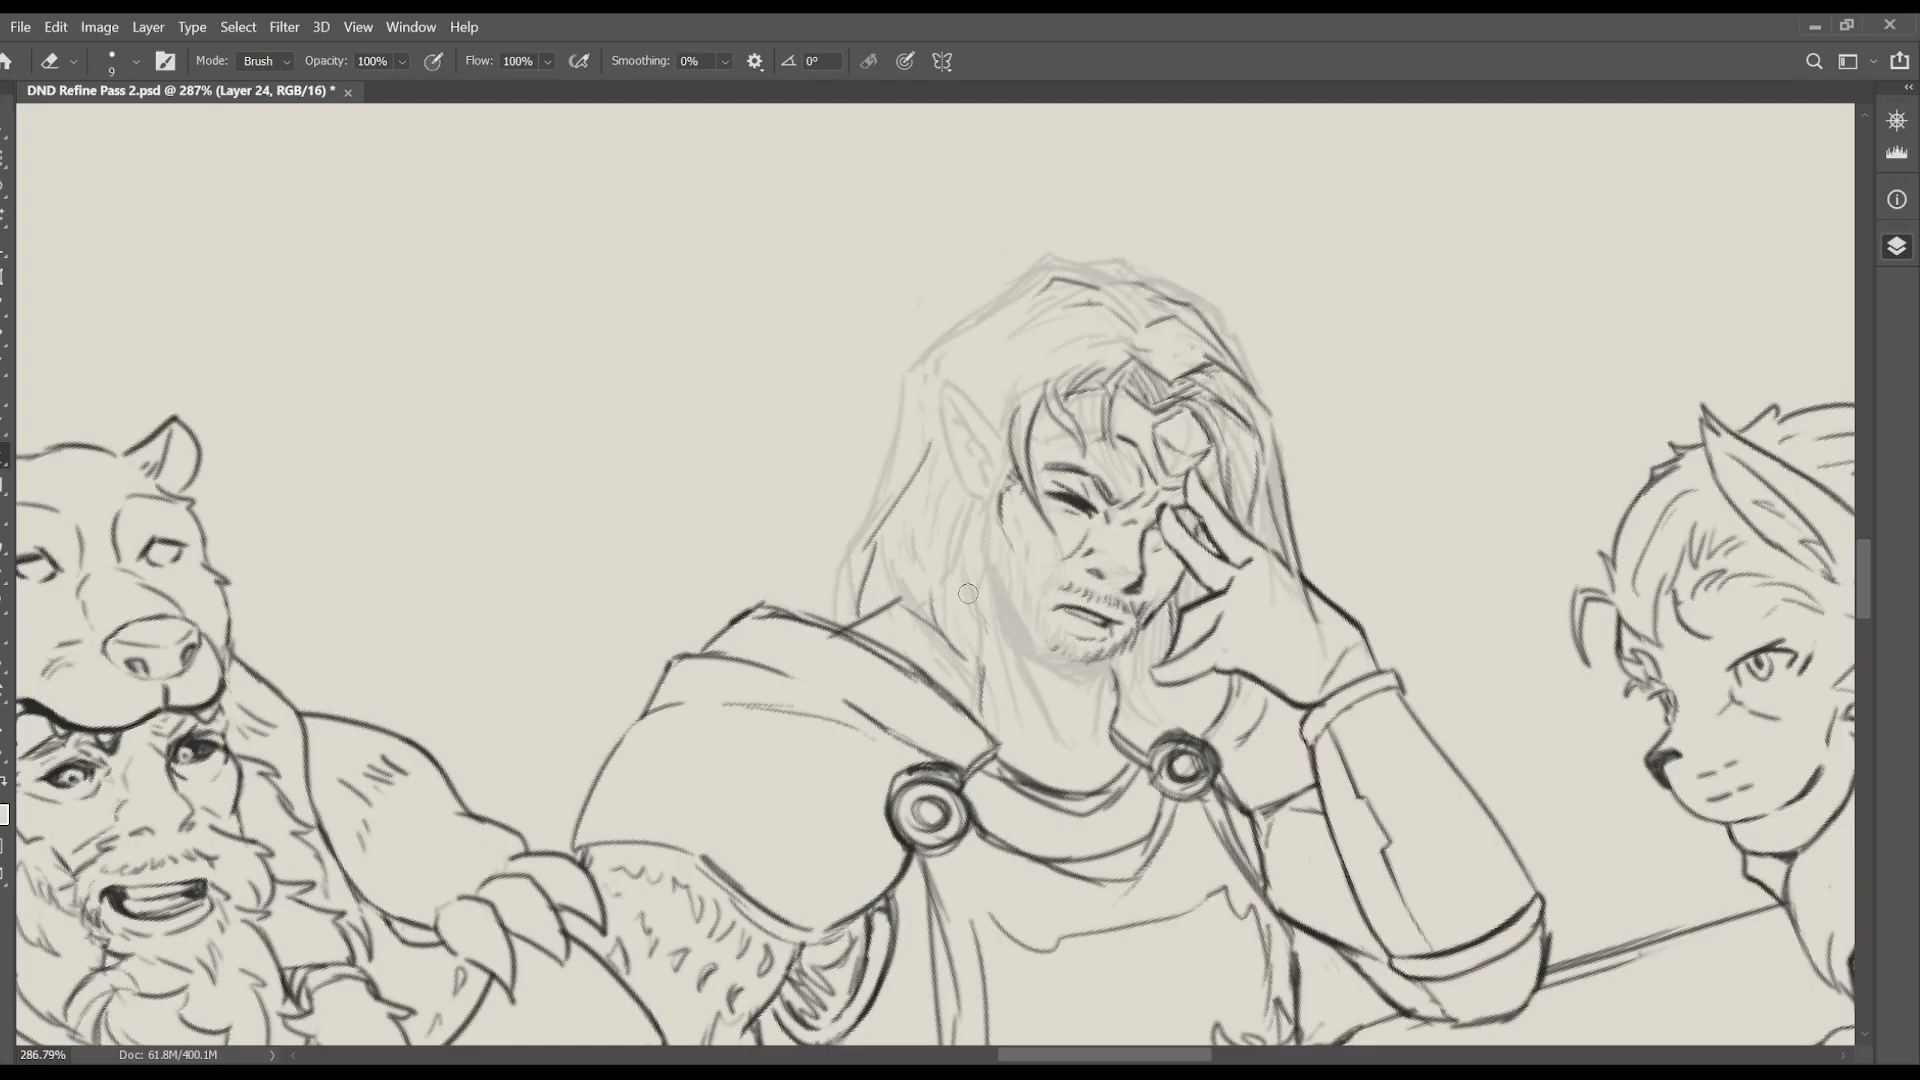 File Edit Image Layer Type Select Filter 3D View Window Help
9 Mode: Brush Opacity: 100% Flow: 100% Smoothing: 0% 0°
DND Refine Pass 2.psd @ 287% (Layer 24, RGB/16) * ×
286.79% Doc: 61.8M/400.1M